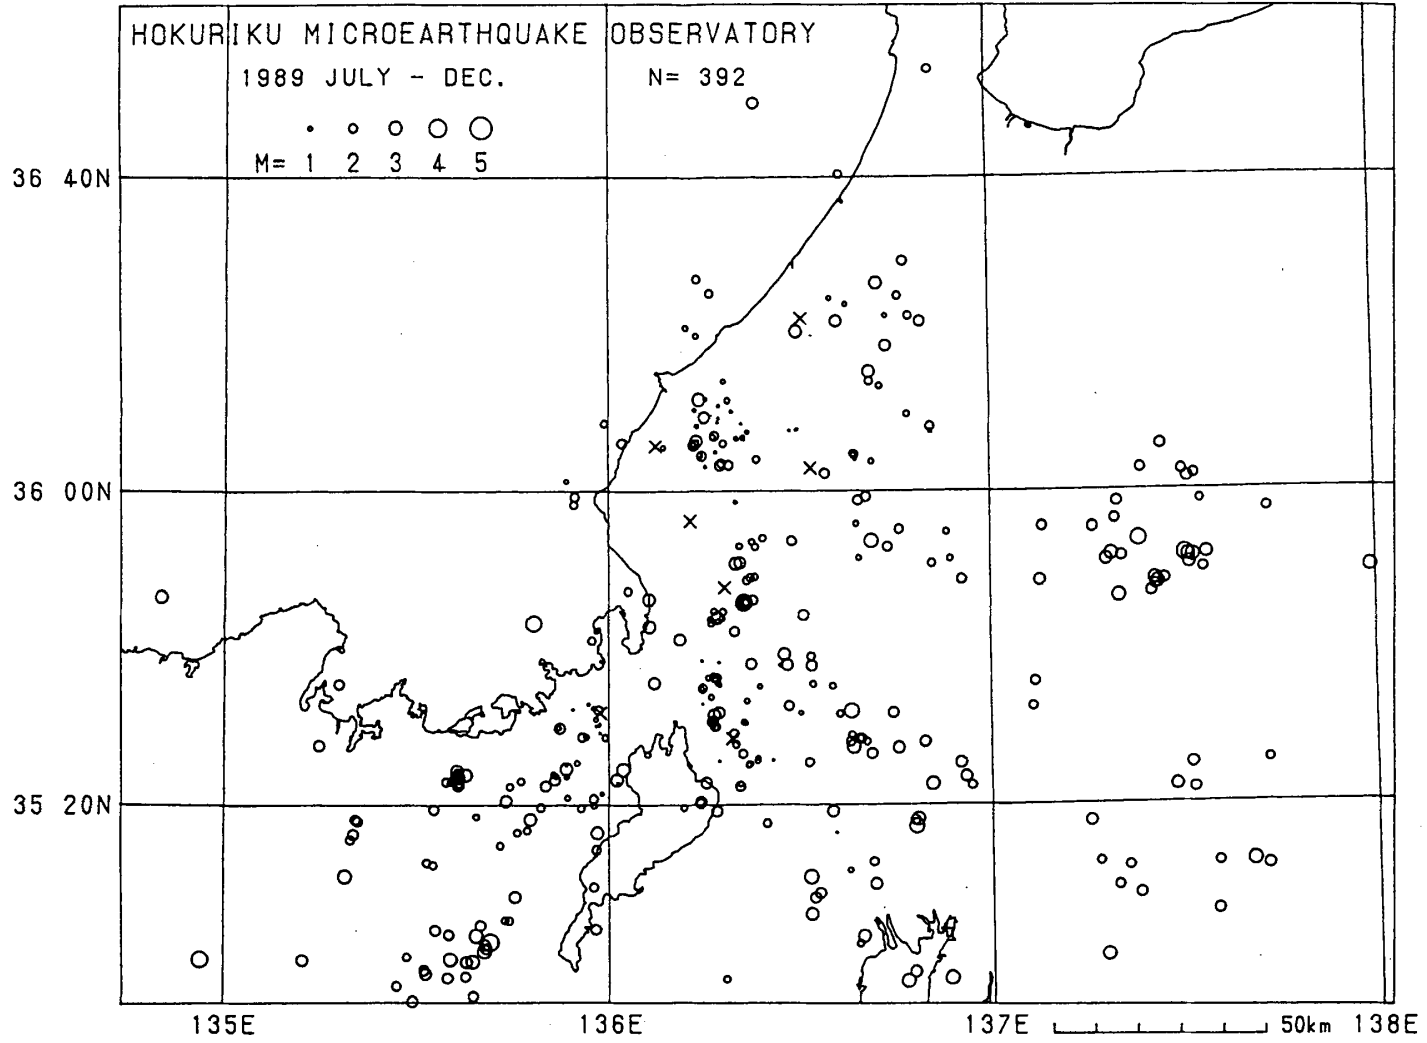 HOKURIKU MICROEARTHQUAKE OBSERVATORY
1989 JULY - DEC. N= 392
M= 1 2 3 4 5
36 40N
36 00N
35 20N
135E 136E 137E 50km 138E